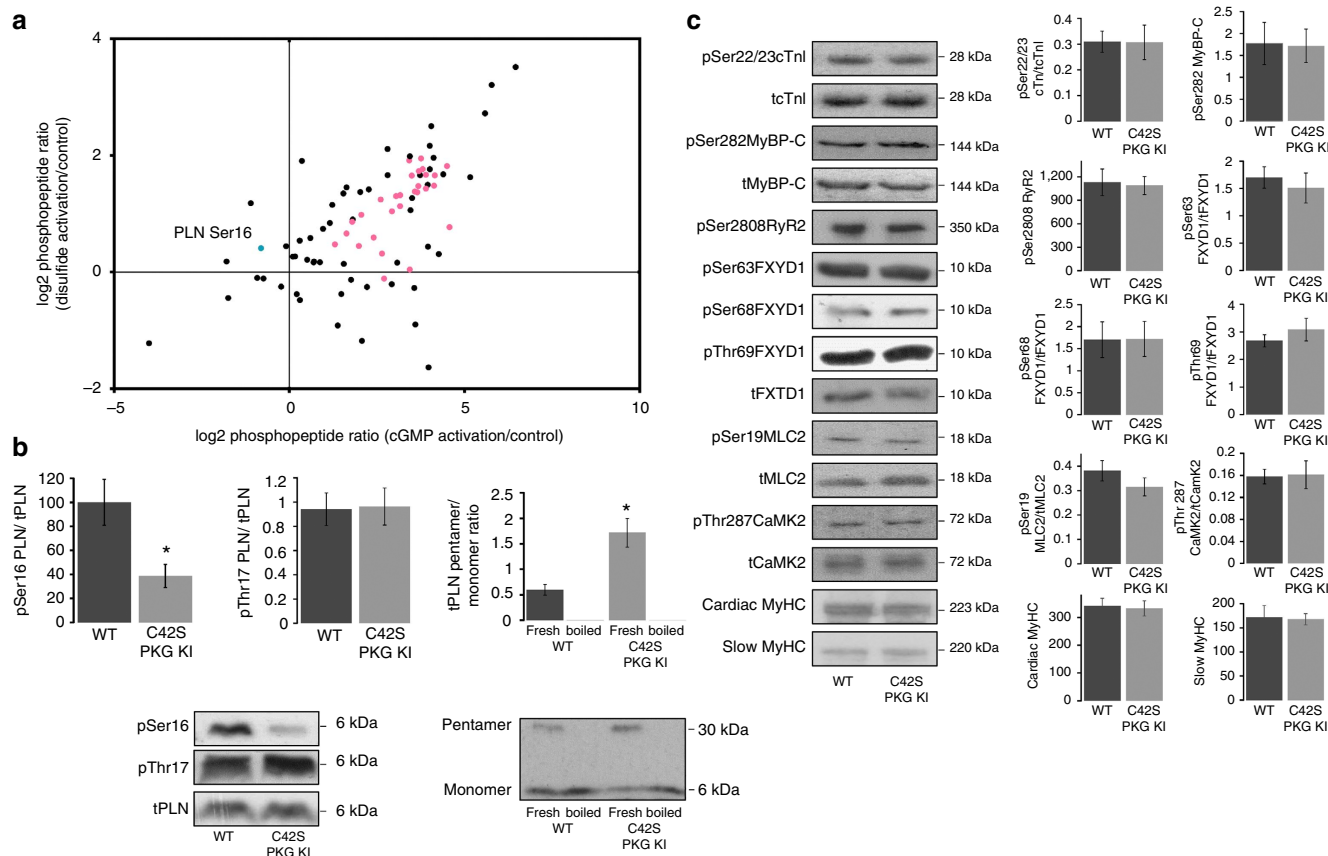 a
4
2
0
−2
−5
0
5
10
PLN Ser16
log2 phosphopeptide ratio
(disulfide activation/control)
log2 phosphopeptide ratio (cGMP activation/control)
b
pSer16 PLN/ tPLN
120
100
80
60
40
20
0
*
WT
C42S
PKG KI
pThr17 PLN/ tPLN
1.2
1
0.8
0.6
0.4
0.2
0
WT
C42S
PKG KI
tPLN pentamer/
monomer ratio
2.5
2
1.5
1
0.5
0
*
Fresh boiled
WT
Fresh boiled
C42S
PKG KI
pSer16
6 kDa
pThr17
6 kDa
tPLN
6 kDa
WT
C42S
PKG KI
Pentamer
30 kDa
Monomer
6 kDa
Fresh boiled
WT
Fresh boiled
C42S
PKG KI
c
pSer22/23cTnI
28 kDa
tcTnI
28 kDa
pSer282MyBP-C
144 kDa
tMyBP-C
144 kDa
pSer2808RyR2
350 kDa
pSer63FXYD1
10 kDa
pSer68FXYD1
10 kDa
pThr69FXYD1
10 kDa
tFXTD1
10 kDa
pSer19MLC2
18 kDa
tMLC2
18 kDa
pThr287CaMK2
72 kDa
tCaMK2
72 kDa
Cardiac MyHC
223 kDa
Slow MyHC
220 kDa
WT
C42S
PKG KI
pSer22/23
cTn/tcTnI
0.4
0.3
0.2
0.1
0
WT
C42S
PKG KI
pSer282 MyBP-C
2.5
2
1.5
1
0.5
0
WT
C42S
PKG KI
pSer2808 RyR2
1,200
900
600
300
0
WT
C42S
PKG KI
pSer63
FXYD1/tFXYD1
2
1.5
1
0.5
0
WT
C42S
PKG KI
pSer68
FXYD1/tFXYD1
2.5
2
1.5
1
0.5
0
WT
C42S
PKG KI
pThr69
FXYD1/tFXYD1
4
3
2
1
0
WT
C42S
PKG KI
pSer19
MLC2/tMLC2
0.4
0.3
0.2
0.1
0
WT
C42S
PKG KI
pThr 287
CaMK2/tCamK2
0.2
0.16
0.12
0.08
0.04
0
WT
C42S
PKG KI
Cardiac MyHC
300
200
100
0
WT
C42S
PKG KI
Slow MyHC
200
150
100
50
0
WT
C42S
PKG KI